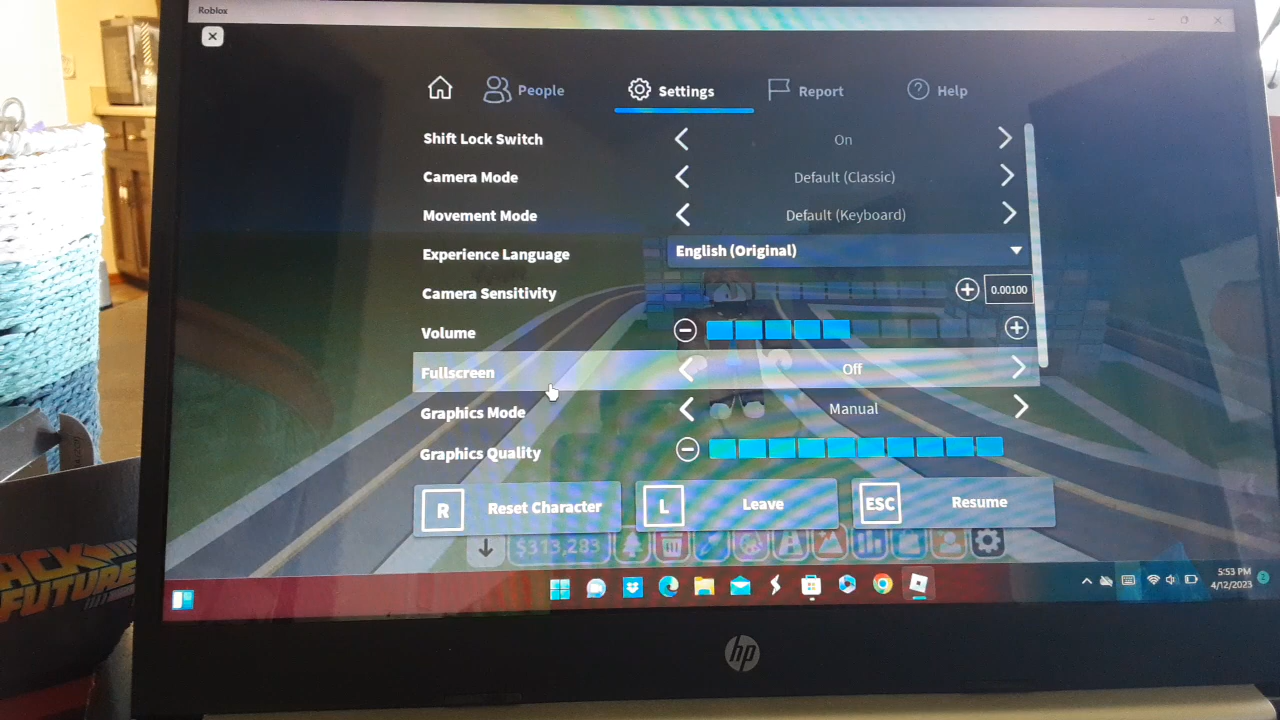 Roblox
People
Settings
Report
Help
Shift Lock Switch
On
Camera Mode
Default (Classic)
Movement Mode
Default (Keyboard)
Experience Language
English (Original)
Camera Sensitivity
0.00100
Volume
Fullscreen
Off
Graphics Mode
Manual
Graphics Quality
R Reset Character
L Leave
ESC Resume
$313,283
5:53 PM
4/12/2023
hp
BACK
FUTURE